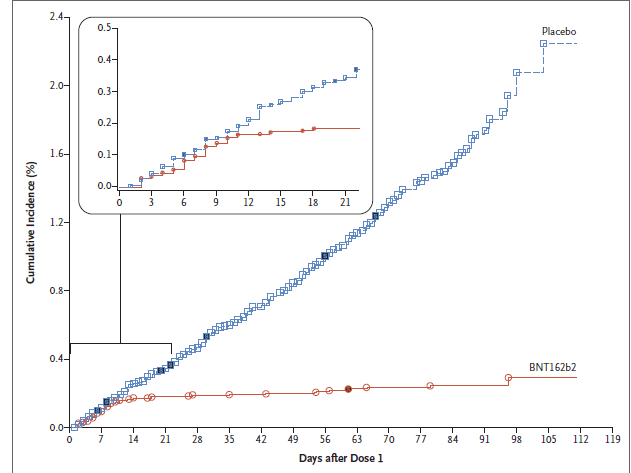 2.4
Placebo
0.5
0.4
0.3
0.2
0.1
0.0
0 3 6 9 12 15 18 21
2.0
1.6
1.2
0.8
0.4
0.0
Cumulative Incidence (%)
BNT162b2
0 7 14 21 28 35 42 49 56 63 70 77 84 91 98 105 112 119
Days after Dose 1